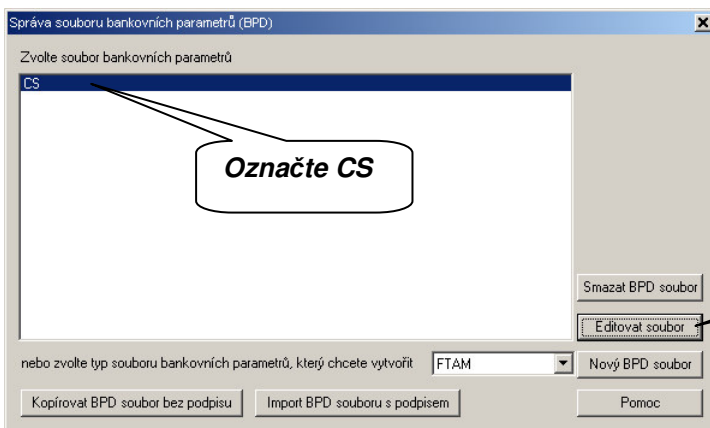 Správa souboru bankovních parametrů (BPD)
Zvolte soubor bankovních parametrů
CS
Označte CS
Smazat BPD soubor
Editovat soubor
nebo zvolte typ souboru bankovních parametrů, který chcete vytvořit FTAM Nový BPD soubor
Kopírovat BPD soubor bez podpisu Import BPD souboru s podpisem Pomoc